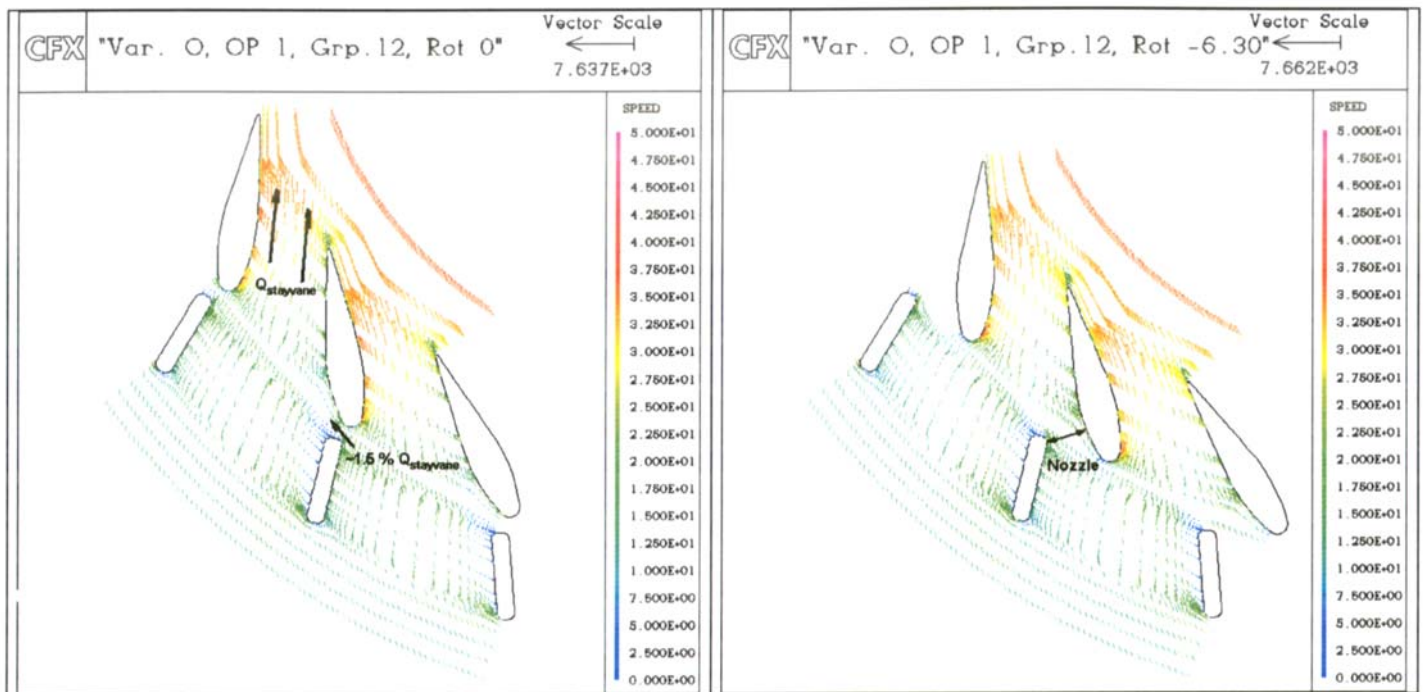 CFX
"Var. O, OP 1, Grp.12, Rot 0"
Vector Scale
7.637E+03
SPEED
5.000E+01
4.750E+01
4.500E+01
4.250E+01
4.000E+01
3.750E+01
3.500E+01
3.250E+01
3.000E+01
2.750E+01
2.500E+01
2.250E+01
2.000E+01
1.750E+01
1.500E+01
1.250E+01
1.000E+01
7.500E+00
5.000E+00
2.500E+00
0.000E+00
Qstayvane
~1.5 % Qstayvane
CFX
"Var. O, OP 1, Grp.12, Rot -6.30"
Vector Scale
7.662E+03
SPEED
5.000E+01
4.750E+01
4.500E+01
4.250E+01
4.000E+01
3.750E+01
3.500E+01
3.250E+01
3.000E+01
2.750E+01
2.500E+01
2.250E+01
2.000E+01
1.750E+01
1.500E+01
1.250E+01
1.000E+01
7.500E+00
5.000E+00
2.500E+00
0.000E+00
Nozzle